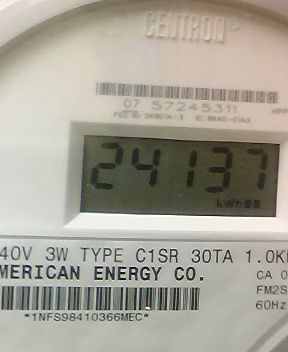 CENTRON®
07 57245311
24137
kWh
40V 3W TYPE C1SR 30TA 1.0K
MERICAN ENERGY CO.
CA 0
FM2S
60Hz
*1NFS98410366MEC*